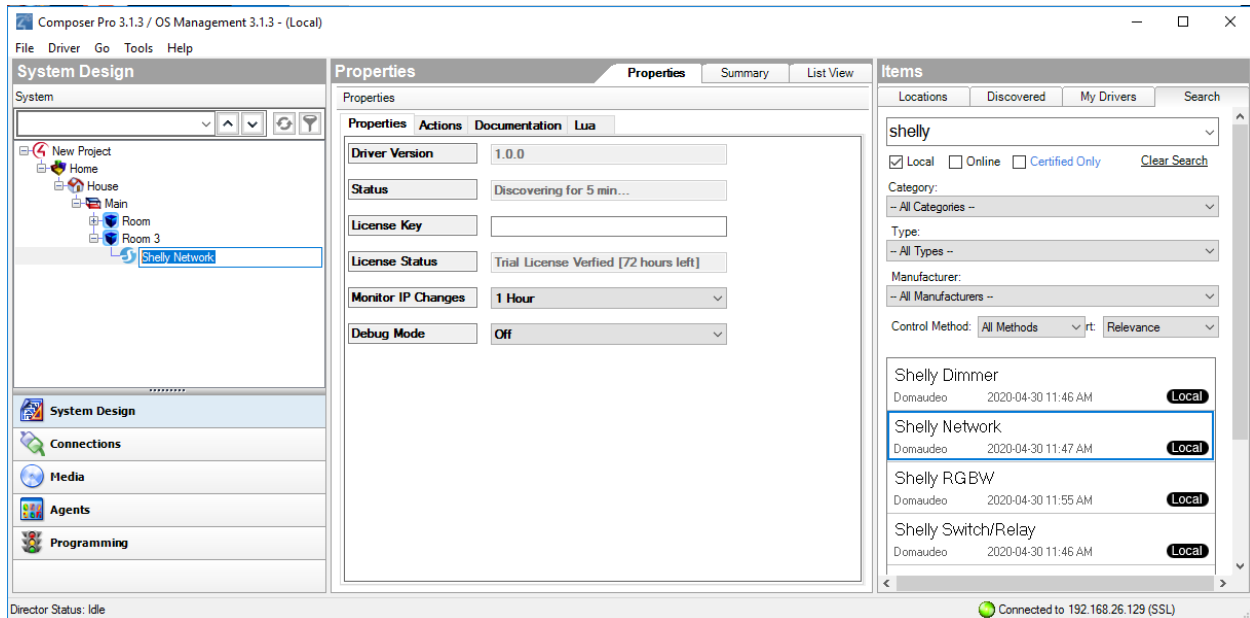 Composer Pro 3.1.3 / OS Management 3.1.3 - (Local)
File Driver Go Tools Help
System Design
System
New Project
Home
House
Main
Room
Room 3
Shelly Network
System Design
Connections
Media
Agents
Programming
Properties
Properties Summary List View
Properties
Properties Actions Documentation Lua
Driver Version 1.0.0
Status Discovering for 5 min...
License Key
License Status Trial License Verfied [72 hours left]
Monitor IP Changes 1 Hour
Debug Mode Off
Items
Locations Discovered My Drivers Search
shelly
Local Online Certified Only Clear Search
Category:
-- All Categories --
Type:
-- All Types --
Manufacturer:
-- All Manufacturers --
Control Method: All Methods rt: Relevance
Shelly Dimmer
Domaudeo 2020-04-30 11:46 AM Local
Shelly Network
Domaudeo 2020-04-30 11:47 AM Local
Shelly RGBW
Domaudeo 2020-04-30 11:55 AM Local
Shelly Switch/Relay
Domaudeo 2020-04-30 11:46 AM Local
Director Status: Idle
Connected to 192.168.26.129 (SSL)